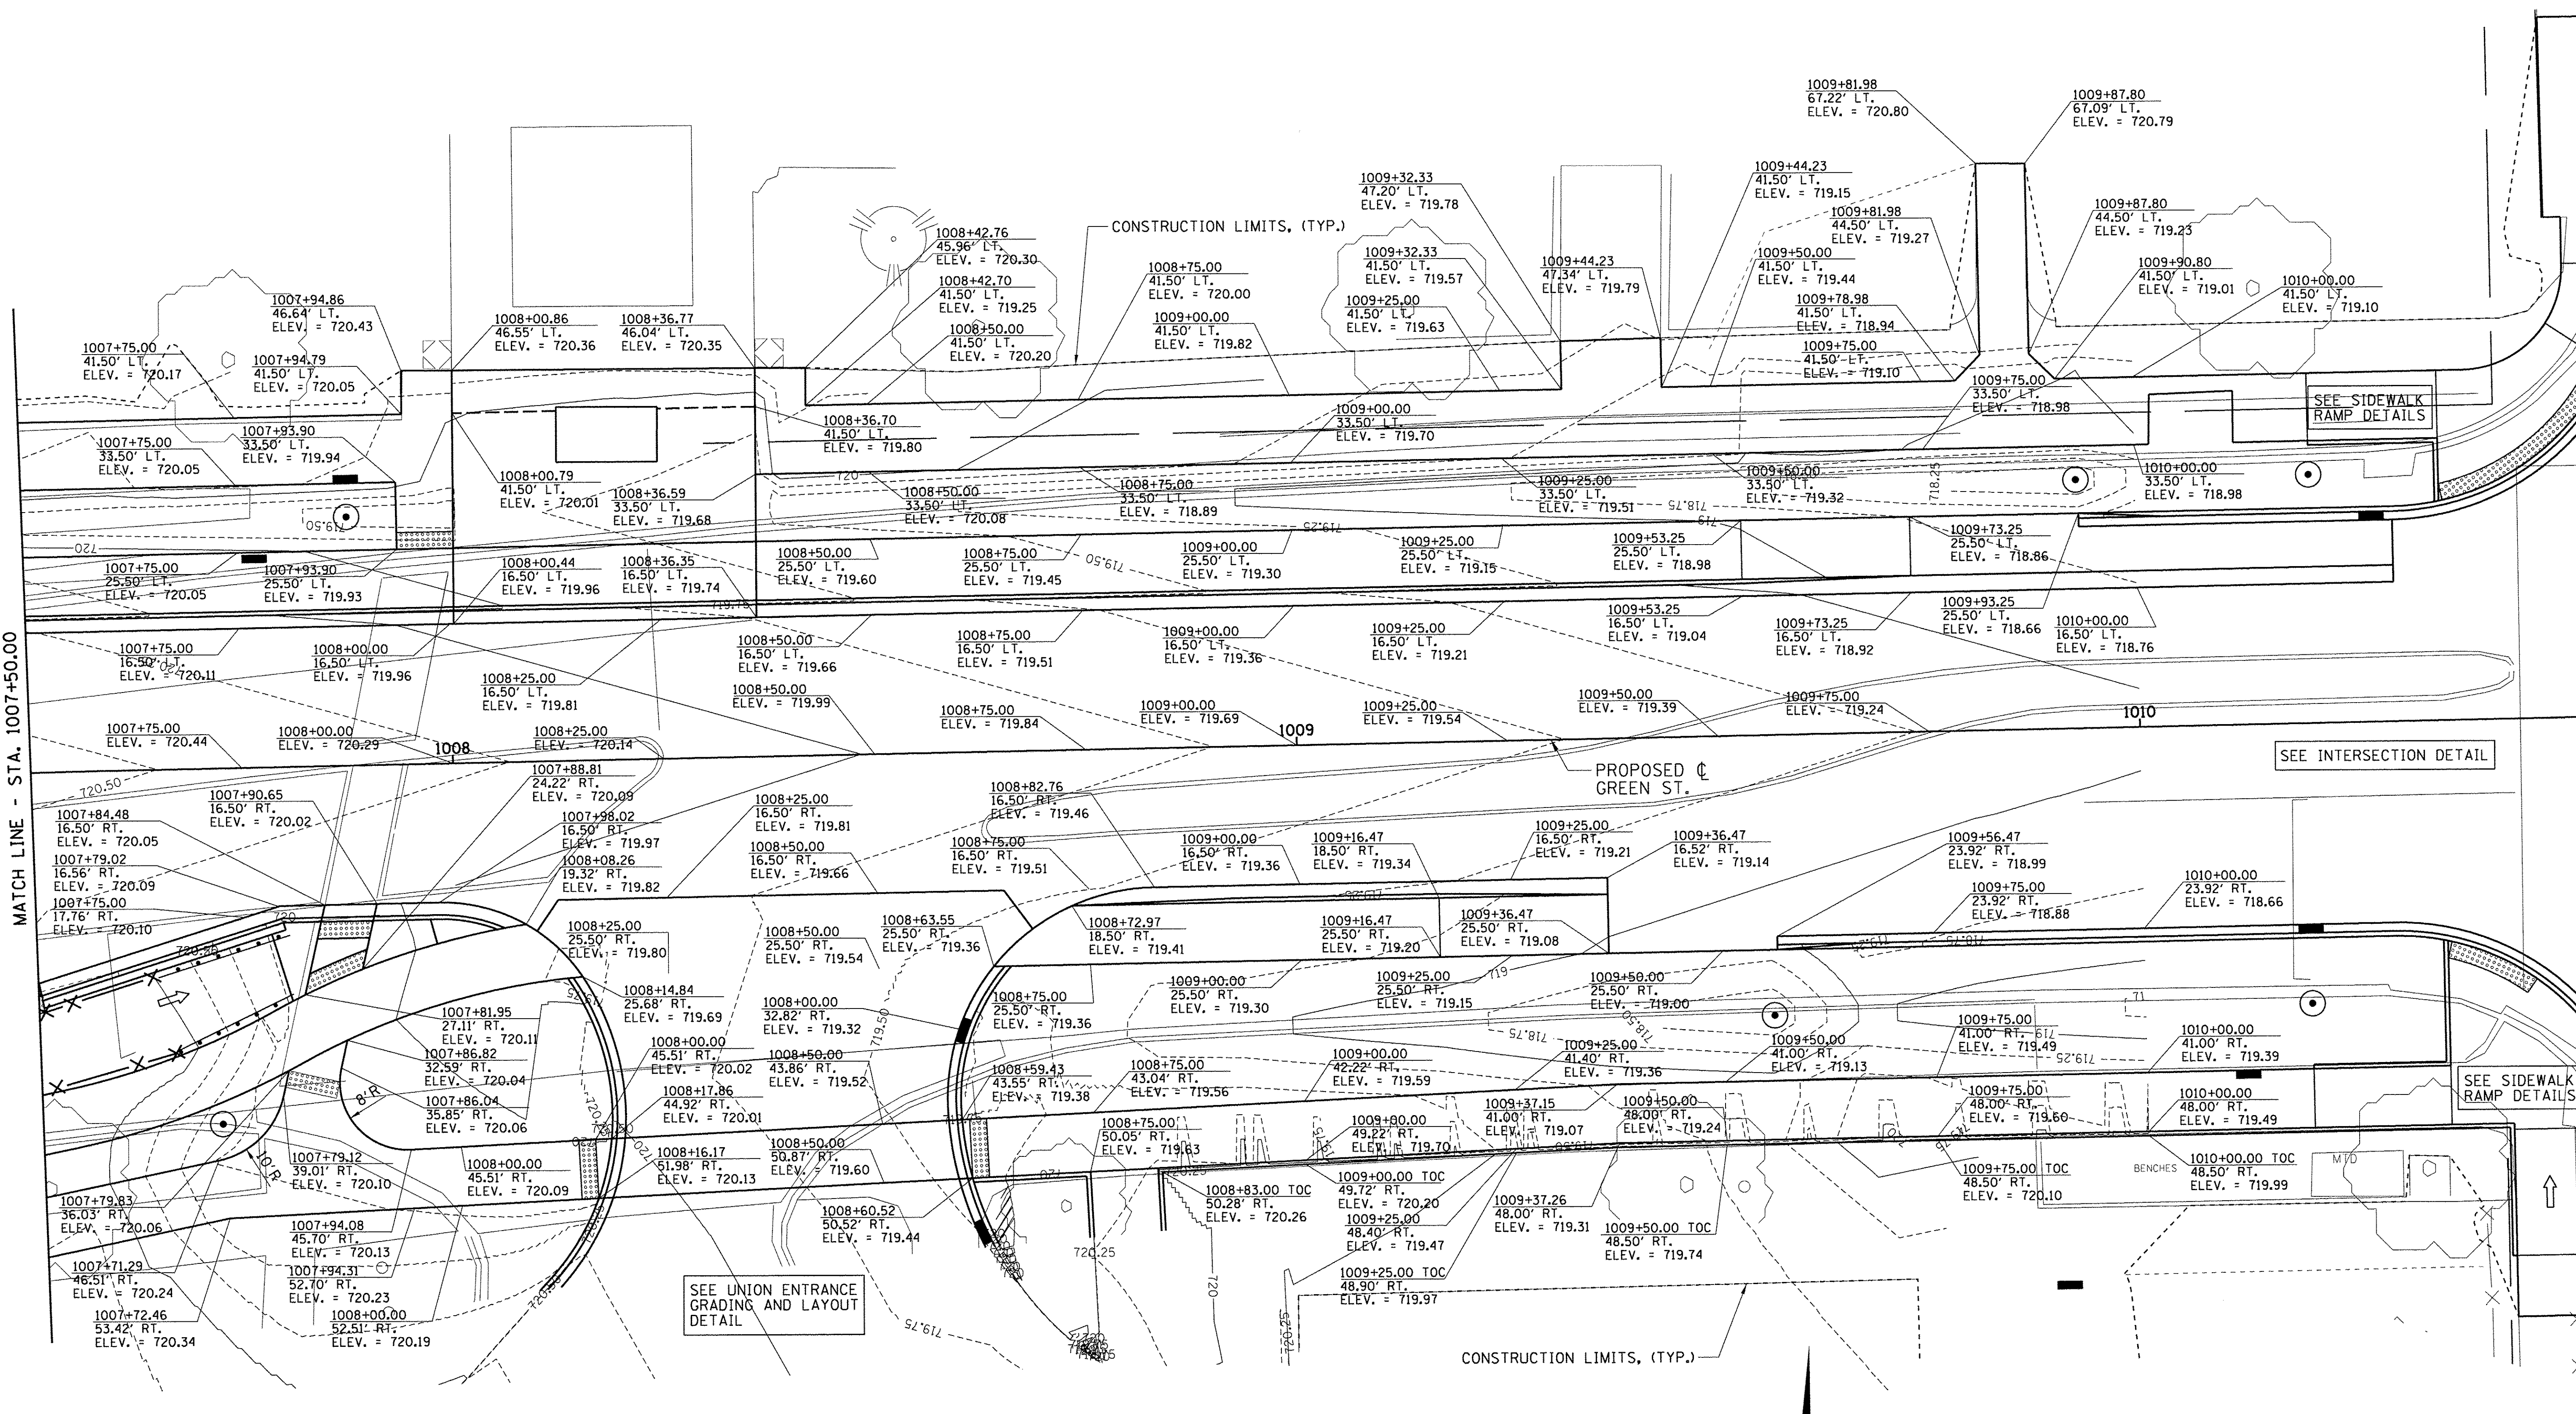 1009+81.98
67.22' LT.
ELEV. = 720.80
1009+87.80
67.09' LT.
ELEV. = 720.79
1009+32.33
47.20' LT.
ELEV. = 719.78
1009+44.23
41.50' LT.
ELEV. = 719.15
1009+81.98
44.50' LT.
ELEV. = 719.27
1009+87.80
44.50' LT.
ELEV. = 719.23
CONSTRUCTION LIMITS, (TYP.)
1008+42.76
45.96' LT.
ELEV. = 720.30
1008+42.70
41.50' LT.
ELEV. = 719.25
1008+50.00
41.50' LT.
ELEV. = 720.20
1008+75.00
41.50' LT.
ELEV. = 720.00
1009+00.00
41.50' LT.
ELEV. = 719.82
1009+32.33
41.50' LT.
ELEV. = 719.57
1009+25.00
41.50' LT.
ELEV. = 719.63
1009+44.23
47.34' LT.
ELEV. = 719.79
1009+50.00
41.50' LT.
ELEV. = 719.44
1009+78.98
41.50' LT.
ELEV. = 718.94
1009+75.00
41.50' LT.
ELEV. = 719.10
1009+90.80
41.50' LT.
ELEV. = 719.01
1010+00.00
41.50' LT.
ELEV. = 719.10
1007+94.86
46.64' LT.
ELEV. = 720.43
1008+00.86
46.55' LT.
ELEV. = 720.36
1008+36.77
46.04' LT.
ELEV. = 720.35
1007+75.00
41.50' LT.
ELEV. = 720.17
1007+94.79
41.50' LT.
ELEV. = 720.05
1009+75.00
33.50' LT.
ELEV. = 718.98
SEE SIDEWALK
RAMP DETAILS
1007+75.00
33.50' LT.
ELEV. = 720.05
1007+93.90
33.50' LT.
ELEV. = 719.94
1008+36.70
41.50' LT.
ELEV. = 719.80
1009+00.00
33.50' LT.
ELEV. = 719.70
1008+00.79
41.50' LT.
ELEV. = 720.01
1008+36.59
33.50' LT.
ELEV. = 719.68
720
1008+50.00
33.50' LT.
ELEV. = 720.08
1008+75.00
33.50' LT.
ELEV. = 718.89
1009+25.00
33.50' LT.
ELEV. = 719.51
718.75
719
1009+50.00
33.50' LT.
ELEV. = 719.32
718.25
1010+00.00
33.50' LT.
ELEV. = 718.98
719.50
720
719.25
1007+75.00
25.50' LT.
ELEV. = 720.05
1007+93.90
25.50' LT.
ELEV. = 719.93
1008+00.44
16.50' LT.
ELEV. = 719.96
1008+36.35
16.50' LT.
ELEV. = 719.74
1008+50.00
25.50' LT.
ELEV. = 719.60
1008+75.00
25.50' LT.
ELEV. = 719.45
719.50
1009+00.00
25.50' LT.
ELEV. = 719.30
1009+25.00
25.50' LT.
ELEV. = 719.15
1009+53.25
25.50' LT.
ELEV. = 718.98
1009+73.25
25.50' LT.
ELEV. = 718.86
719.75
MATCH LINE - STA. 1007+50.00
1007+75.00
16.50' LT.
ELEV. = 720.11
1008+00.00
16.50' LT.
ELEV. = 719.96
1008+25.00
16.50' LT.
ELEV. = 719.81
1008+50.00
16.50' LT.
ELEV. = 719.66
1008+75.00
16.50' LT.
ELEV. = 719.51
1009+00.00
16.50' LT.
ELEV. = 719.36
1009+25.00
16.50' LT.
ELEV. = 719.21
1009+53.25
16.50' LT.
ELEV. = 719.04
1009+73.25
16.50' LT.
ELEV. = 718.92
1009+93.25
25.50' LT.
ELEV. = 718.66
1010+00.00
16.50' LT.
ELEV. = 718.76
1007+75.00
ELEV. = 720.44
1008+00.00
ELEV. = 720.29
1008+25.00
ELEV. = 720.14
1008+50.00
ELEV. = 719.99
1008+75.00
ELEV. = 719.84
1009+00.00
ELEV. = 719.69
1009+25.00
ELEV. = 719.54
1009+50.00
ELEV. = 719.39
1009+75.00
ELEV. = 719.24
1008
1009
1010
SEE INTERSECTION DETAIL
PROPOSED ℄
GREEN ST.
720.50
1007+88.81
24.22' RT.
ELEV. = 720.09
1007+90.65
16.50' RT.
ELEV. = 720.02
1007+84.48
16.50' RT.
ELEV. = 720.05
1007+79.02
16.56' RT.
ELEV. = 720.09
1007+75.00
17.76' RT.
ELEV. = 720.10
1007+98.02
16.50' RT.
ELEV. = 719.97
1008+08.26
19.32' RT.
ELEV. = 719.82
1008+25.00
16.50' RT.
ELEV. = 719.81
1008+50.00
16.50' RT.
ELEV. = 719.66
1008+82.76
16.50' RT.
ELEV. = 719.46
1008+75.00
16.50' RT.
ELEV. = 719.51
1009+00.00
16.50' RT.
ELEV. = 719.36
1009+16.47
18.50' RT.
ELEV. = 719.34
1009+25.00
16.50' RT.
ELEV. = 719.21
1009+36.47
16.52' RT.
ELEV. = 719.14
1009+56.47
23.92' RT.
ELEV. = 718.99
1009+75.00
23.92' RT.
ELEV. = 718.88
1010+00.00
23.92' RT.
ELEV. = 718.66
720
719.25
1008+25.00
25.50' RT.
ELEV. = 719.80
1008+50.00
25.50' RT.
ELEV. = 719.54
1008+63.55
25.50' RT.
ELEV. = 719.36
1008+72.97
18.50' RT.
ELEV. = 719.41
1009+16.47
25.50' RT.
ELEV. = 719.20
1009+36.47
25.50' RT.
ELEV. = 719.08
719.25
718.75
1008+14.84
25.68' RT.
ELEV. = 719.69
1008+00.00
32.82' RT.
ELEV. = 719.32
719.50
1008+75.00
25.50' RT.
ELEV. = 719.36
1009+00.00
25.50' RT.
ELEV. = 719.30
1009+25.00
25.50' RT.
ELEV. = 719.15
719
1009+50.00
25.50' RT.
ELEV. = 719.00
718.50
718.75
1007+81.95
27.11' RT.
ELEV. = 720.11
1007+86.82
32.59' RT.
ELEV. = 720.04
1007+86.04
35.85' RT.
ELEV. = 720.06
8' R
10' R
1008+00.00
45.51' RT.
ELEV. = 720.02
1008+50.00
43.86' RT.
ELEV. = 719.52
1008+17.86
44.92' RT.
ELEV. = 720.01
1008+59.43
43.55' RT.
ELEV. = 719.38
1008+75.00
43.04' RT.
ELEV. = 719.56
1009+00.00
42.22' RT.
ELEV. = 719.59
1009+25.00
41.40' RT.
ELEV. = 719.36
1009+50.00
41.00' RT.
ELEV. = 719.13
1009+75.00
41.00' RT.
ELEV. = 719.49
719
719.25
1010+00.00
41.00' RT.
ELEV. = 719.39
SEE SIDEWALK
RAMP DETAILS
1007+79.12
39.01' RT.
ELEV. = 720.10
1008+00.00
45.51' RT.
ELEV. = 720.09
1008+16.17
51.98' RT.
ELEV. = 720.13
1008+50.00
50.87' RT.
ELEV. = 719.60
1008+75.00
50.05' RT.
ELEV. = 719.63
1009+00.00
49.22' RT.
ELEV. = 719.70
1009+37.15
41.00' RT.
ELEV. = 719.07
1009+50.00
48.00' RT.
ELEV. = 719.24
1009+75.00
48.00' RT.
ELEV. = 719.60
1010+00.00
48.00' RT.
ELEV. = 719.49
719.75
719.50
720.25
720
1007+79.83
36.03' RT.
ELEV. = 720.06
1007+94.08
45.70' RT.
ELEV. = 720.13
1007+94.31
52.70' RT.
ELEV. = 720.23
1007+71.29
46.51' RT.
ELEV. = 720.24
1007+72.46
53.42' RT.
ELEV. = 720.34
1008+00.00
52.51' RT.
ELEV. = 720.19
720.50
1008+60.52
50.52' RT.
ELEV. = 719.44
1008+83.00 TOC
50.28' RT.
ELEV. = 720.26
1009+00.00 TOC
49.72' RT.
ELEV. = 720.20
1009+25.00
48.40' RT.
ELEV. = 719.47
1009+25.00 TOC
48.90' RT.
ELEV. = 719.97
1009+37.26
48.00' RT.
ELEV. = 719.31
1009+50.00 TOC
48.50' RT.
ELEV. = 719.74
1009+75.00 TOC
48.50' RT.
ELEV. = 720.10
BENCHES
1010+00.00 TOC
48.50' RT.
ELEV. = 719.99
MTD
SEE UNION ENTRANCE
GRADING AND LAYOUT
DETAIL
719.75
720.25
720
720.25
CONSTRUCTION LIMITS, (TYP.)